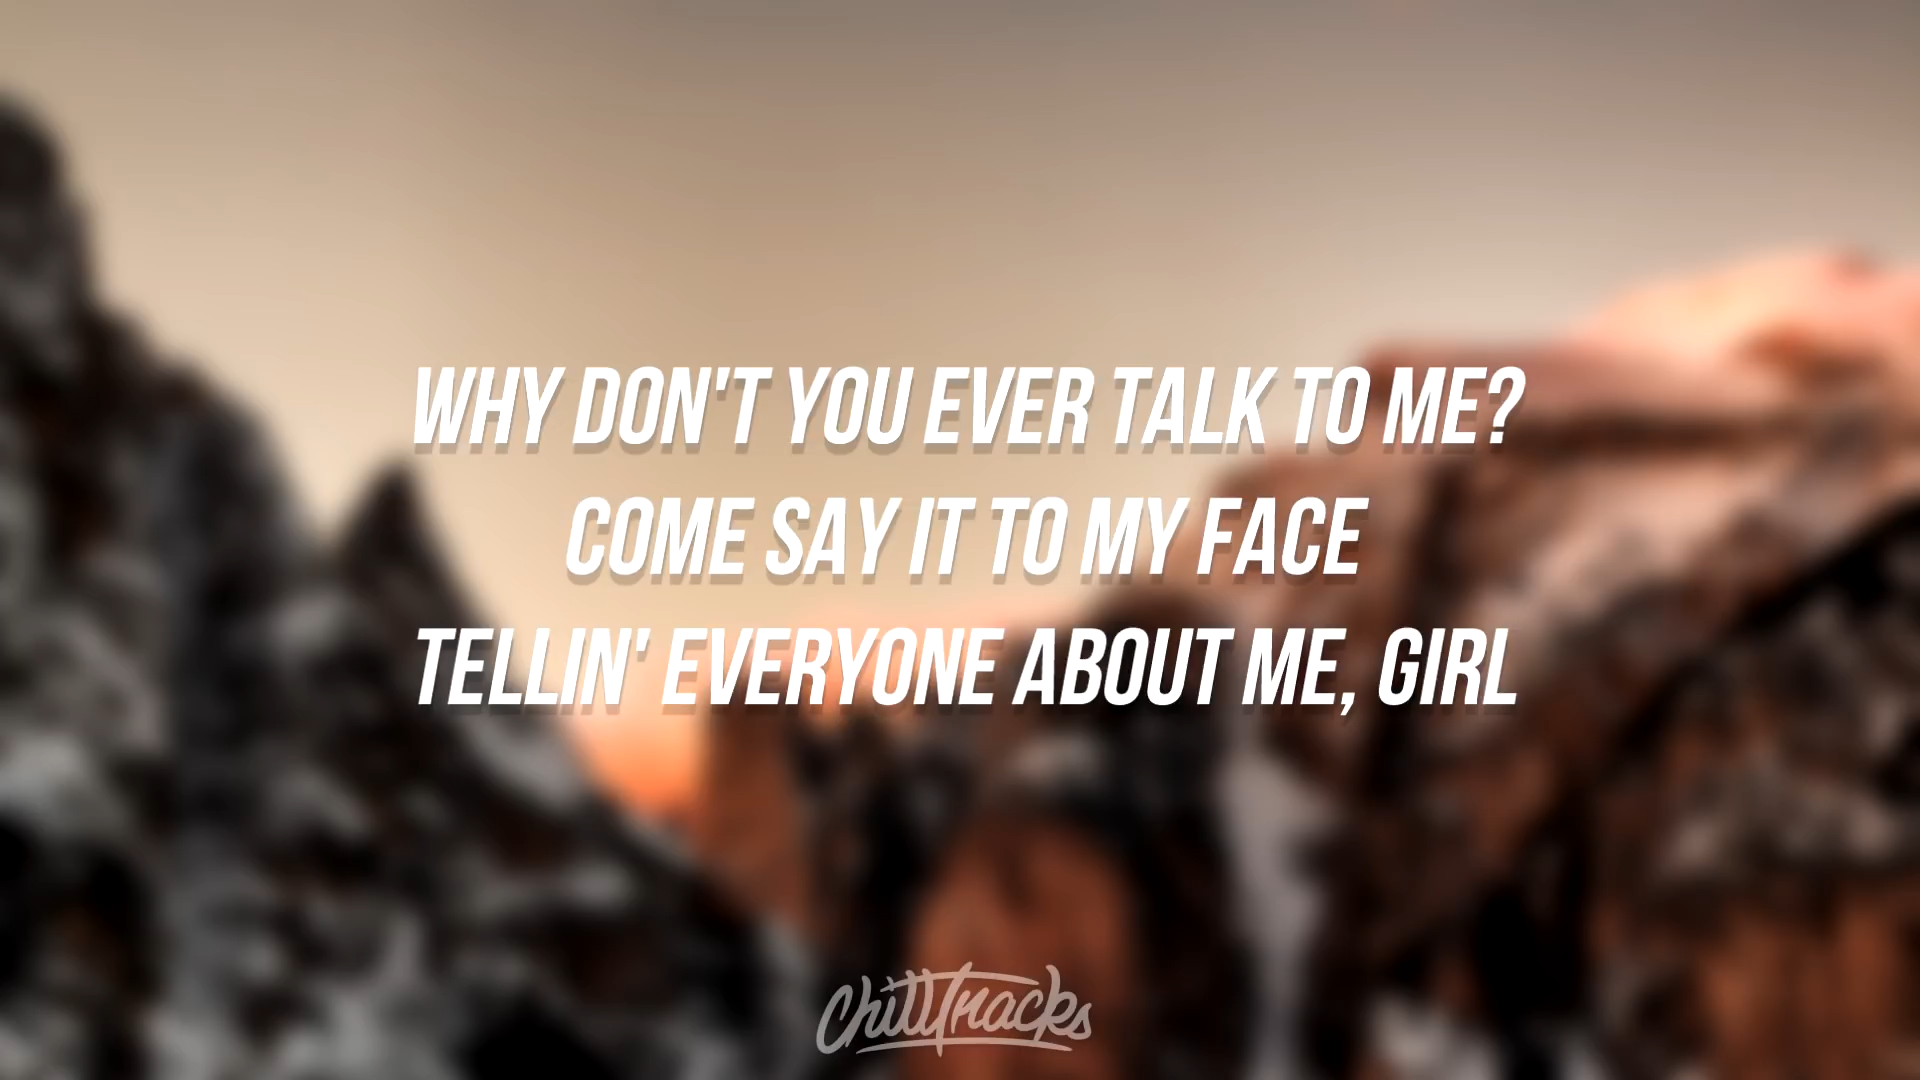 WHY DON'T YOU EVER TALK TO ME?
COME SAY IT TO MY FACE
TELLIN' EVERYONE ABOUT ME, GIRL
ChillTracks